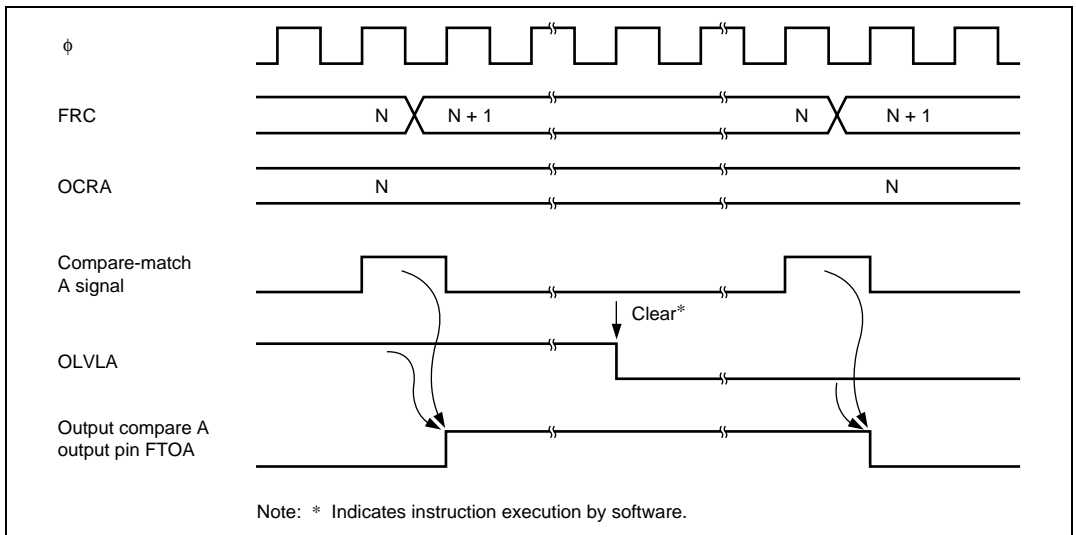 ϕ
FRC
N
N + 1
N
N + 1
OCRA
N
N
Compare-match
A signal
Clear*
OLVLA
Output compare A
output pin FTOA
Note: * Indicates instruction execution by software.